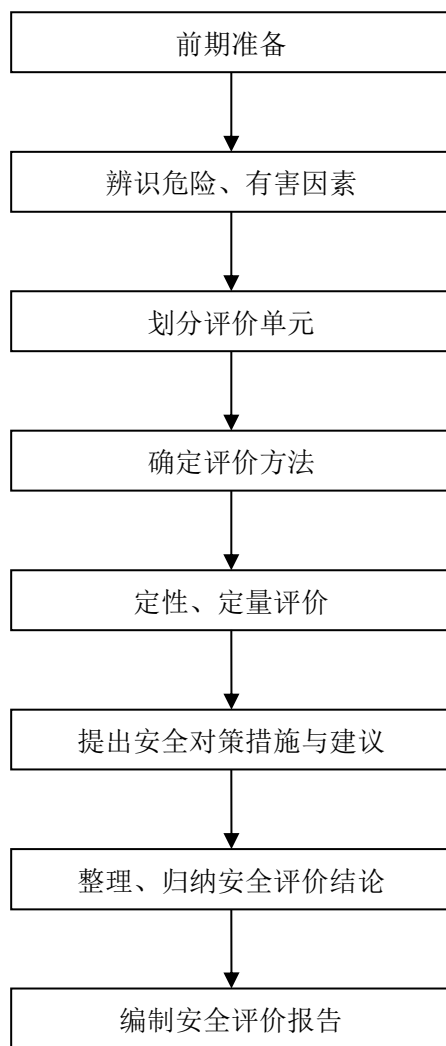 前期准备
辨识危险、有害因素
划分评价单元
确定评价方法
定性、定量评价
提出安全对策措施与建议
整理、归纳安全评价结论
编制安全评价报告